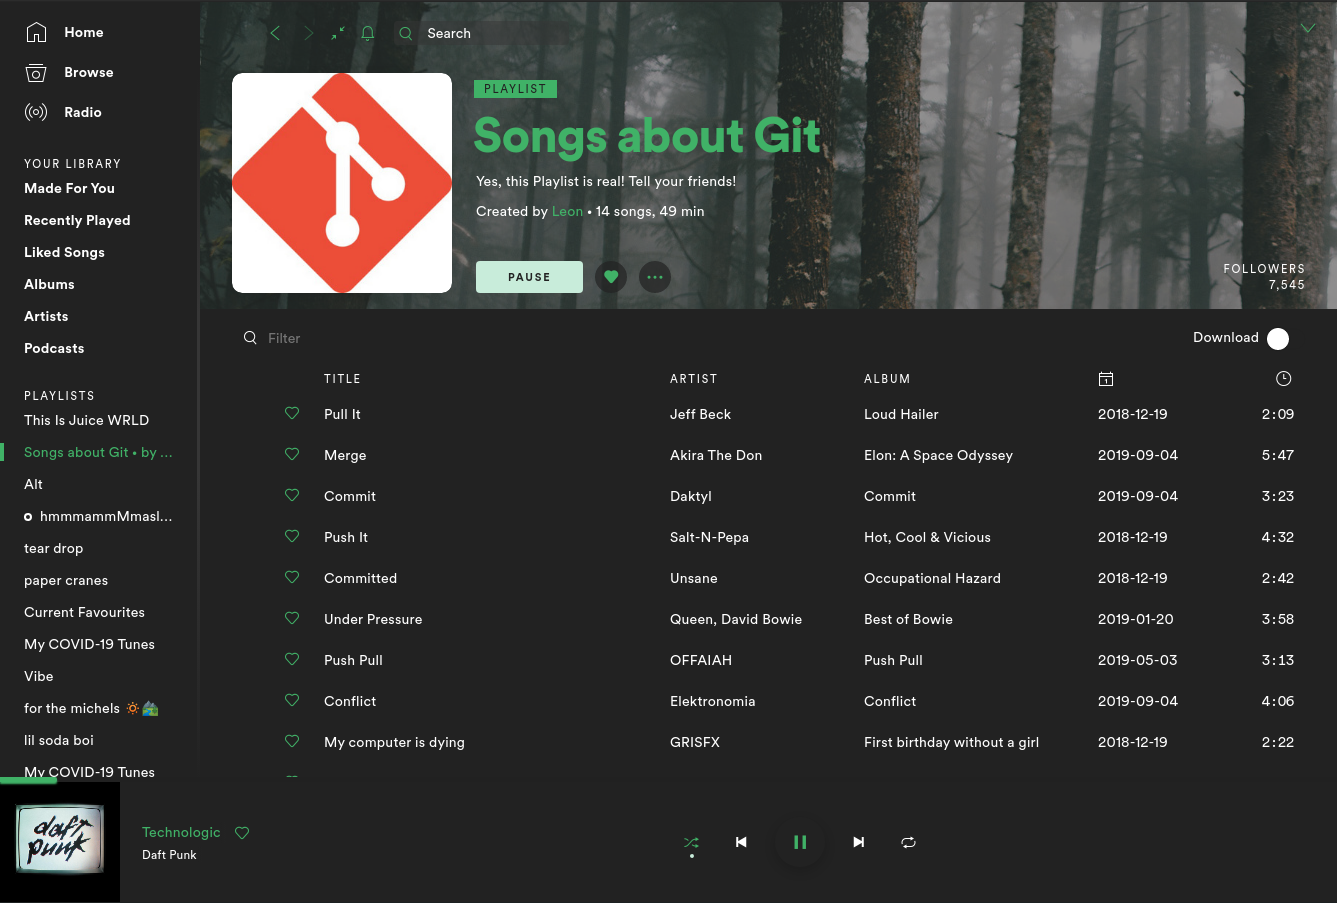 Home
Browse
Radio
YOUR LIBRARY
Made For You
Recently Played
Liked Songs
Albums
Artists
Podcasts
PLAYLISTS
This Is Juice WRLD
Songs about Git • by ...
Alt
hmmmammMmasl...
tear drop
paper cranes
Current Favourites
My COVID-19 Tunes
Vibe
for the michels 🔅🏞️
lil soda boi
My COVID-19 Tunes
Search
PLAYLIST
Songs about Git
Yes, this Playlist is real! Tell your friends!
Created by Leon • 14 songs, 49 min
PAUSE
FOLLOWERS
7,545
Filter
Download
TITLE ARTIST ALBUM
Pull It Jeff Beck Loud Hailer 2018-12-19 2:09
Merge Akira The Don Elon: A Space Odyssey 2019-09-04 5:47
Commit Daktyl Commit 2019-09-04 3:23
Push It Salt-N-Pepa Hot, Cool & Vicious 2018-12-19 4:32
Committed Unsane Occupational Hazard 2018-12-19 2:42
Under Pressure Queen, David Bowie Best of Bowie 2019-01-20 3:58
Push Pull OFFAIAH Push Pull 2019-05-03 3:13
Conflict Elektronomia Conflict 2019-09-04 4:06
My computer is dying GRISFX First birthday without a girl 2018-12-19 2:22
daft
punk
Technologic
Daft Punk